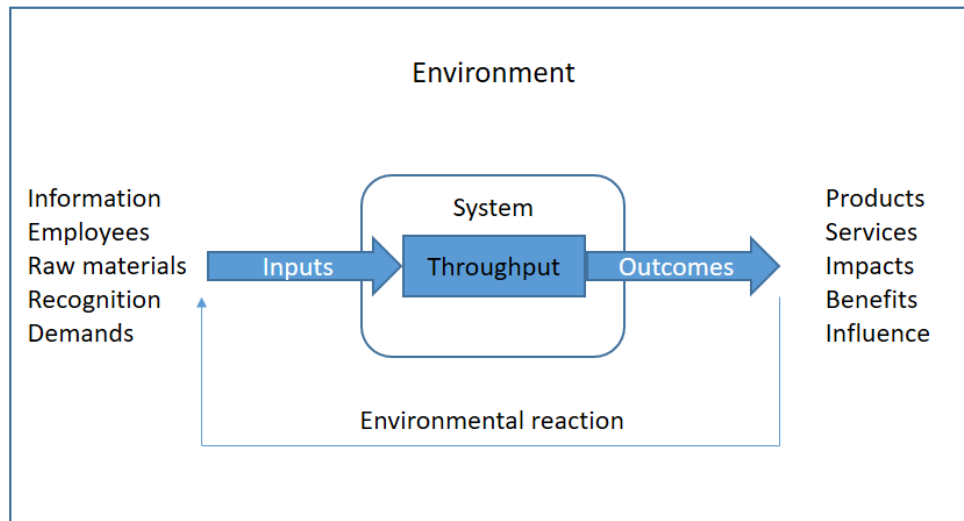 Environment
Information
Employees
Raw materials
Recognition
Demands
Inputs
System
Throughput
Outcomes
Products
Services
Impacts
Benefits
Influence
Environmental reaction